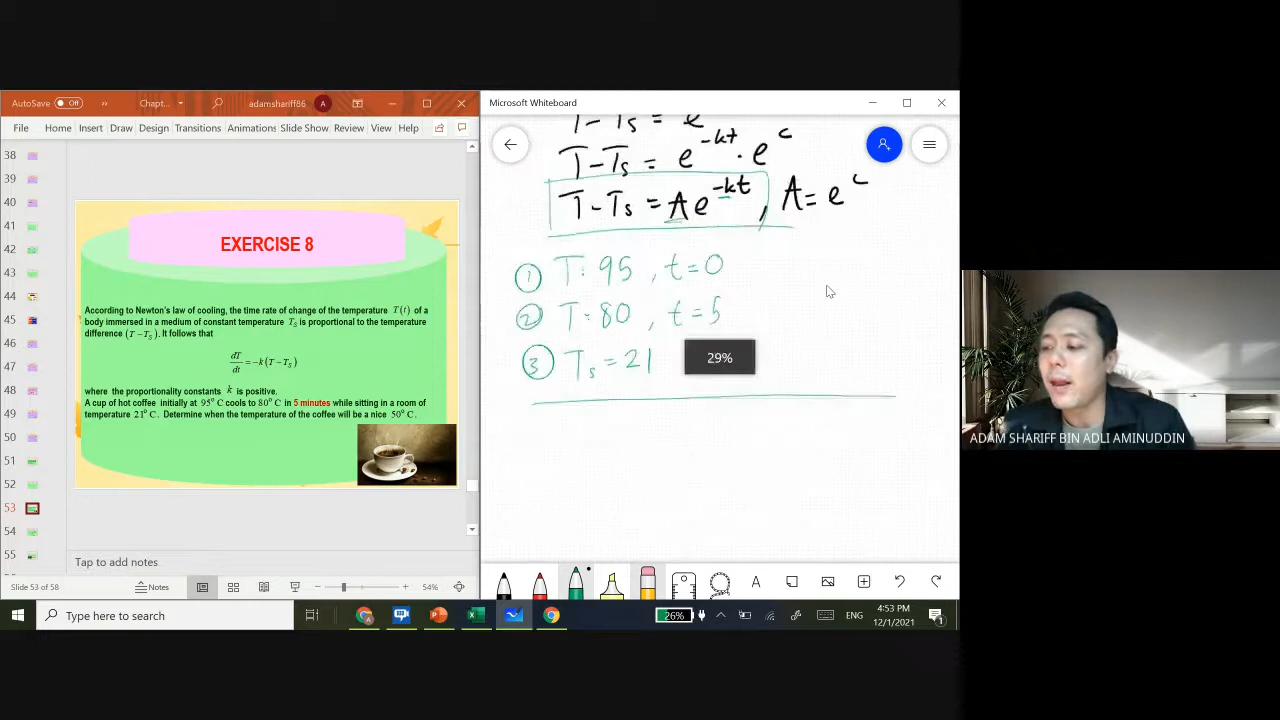 AutoSave Off
Chapt...
adamshariff86 A
File Home Insert Draw Design Transitions Animations Slide Show Review View Help
38
39
40
41
42
43
44
45
46
47
48
49
50
51
52
53
54
55
EXERCISE 8
According to Newton's law of cooling, the time rate of change of the temperature T(t) of a
body immersed in a medium of constant temperature T_S is proportional to the temperature
difference (T-T_S). It follows that
dT/dt = -k(T-T_S)
where the proportionality constants k is positive.
A cup of hot coffee initially at 95° C cools to 80° C in 5 minutes while sitting in a room of
temperature 21° C. Determine when the temperature of the coffee will be a nice 50° C.
Tap to add notes
Slide 53 of 58
Notes
54%
Microsoft Whiteboard
T-Ts = e
T-Ts = e^-kt . e^c
T-Ts = Ae^-kt, A = e^c
① T: 95, t=0
② T: 80, t=5
③ Ts = 21
29%
A
ADAM SHARIFF BIN ADLI AMINUDDIN
Type here to search
26%
ENG
4:53 PM
12/1/2021
1